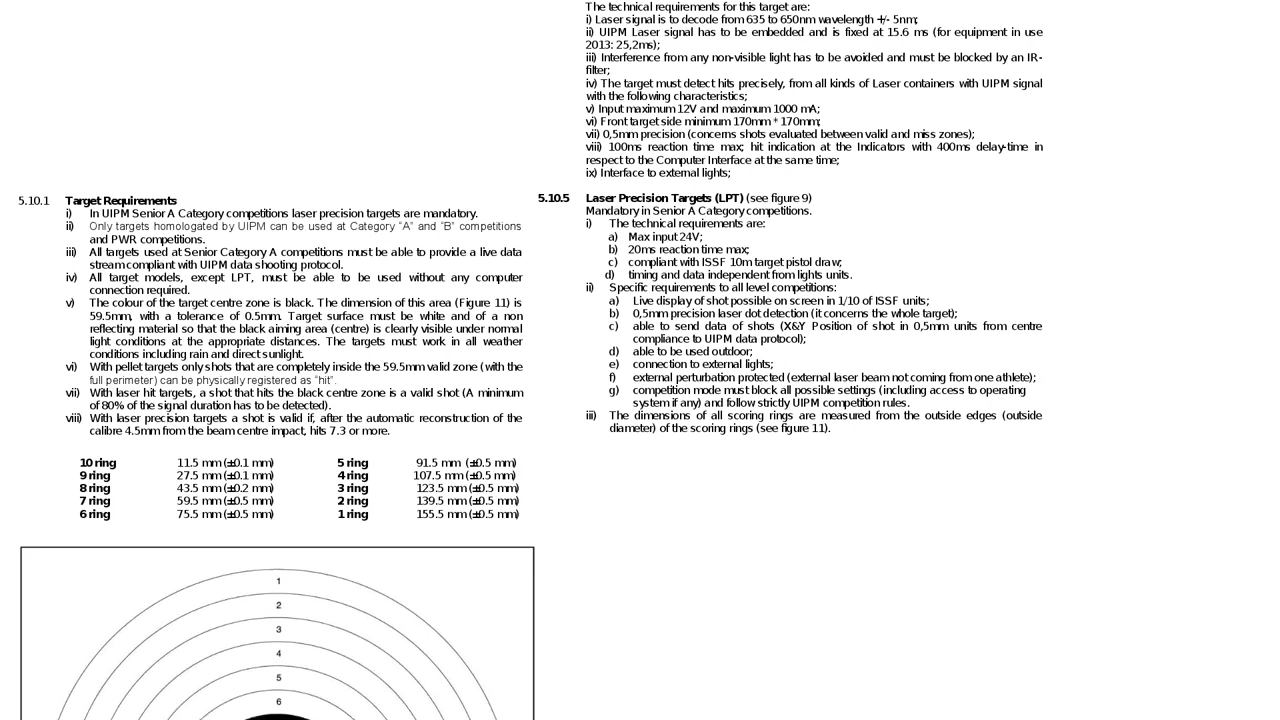 The technical requirements for this target are:
i) Laser signal is to decode from 635 to 650nm wavelength +/- 5nm;
ii) UIPM Laser signal has to be embedded and is fixed at 15.6 ms (for equipment in use
2013: 25,2ms);
iii) Interference from any non-visible light has to be avoided and must be blocked by an IR-
filter;
iv) The target must detect hits precisely, from all kinds of Laser containers with UIPM signal
with the following characteristics;
v) Input maximum 12V and maximum 1000 mA;
vi) Front target side minimum 170mm * 170mm;
vii) 0,5mm precision (concerns shots evaluated between valid and miss zones);
viii) 100ms reaction time max; hit indication at the Indicators with 400ms delay-time in
respect to the Computer Interface at the same time;
ix) Interface to external lights;
5.10.1 Target Requirements
i) In UIPM Senior A Category competitions laser precision targets are mandatory.
ii) Only targets homologated by UIPM can be used at Category "A" and "B" competitions
and PWR competitions.
iii) All targets used at Senior Category A competitions must be able to provide a live data
stream compliant with UIPM data shooting protocol.
iv) All target models, except LPT, must be able to be used without any computer
connection required.
v) The colour of the target centre zone is black. The dimension of this area (Figure 11) is
59.5mm, with a tolerance of 0.5mm. Target surface must be white and of a non
reflecting material so that the black aiming area (centre) is clearly visible under normal
light conditions at the appropriate distances. The targets must work in all weather
conditions including rain and direct sunlight.
vi) With pellet targets only shots that are completely inside the 59.5mm valid zone (with the
full perimeter) can be physically registered as "hit".
vii) With laser hit targets, a shot that hits the black centre zone is a valid shot (A minimum
of 80% of the signal duration has to be detected).
viii) With laser precision targets a shot is valid if, after the automatic reconstruction of the
calibre 4.5mm from the beam centre impact, hits 7.3 or more.
5.10.5 Laser Precision Targets (LPT) (see figure 9)
Mandatory in Senior A Category competitions.
i) The technical requirements are:
a) Max input 24V;
b) 20ms reaction time max;
c) compliant with ISSF 10m target pistol draw;
d) timing and data independent from lights units.
ii) Specific requirements to all level competitions:
a) Live display of shot possible on screen in 1/10 of ISSF units;
b) 0,5mm precision laser dot detection (it concerns the whole target);
c) able to send data of shots (X&Y Position of shot in 0,5mm units from centre
compliance to UIPM data protocol);
d) able to be used outdoor;
e) connection to external lights;
f) external perturbation protected (external laser beam not coming from one athlete);
g) competition mode must block all possible settings (including access to operating
system if any) and follow strictly UIPM competition rules.
iii) The dimensions of all scoring rings are measured from the outside edges (outside
diameter) of the scoring rings (see figure 11).
10 ring 11.5 mm (±0.1 mm) 5 ring 91.5 mm (±0.5 mm)
9 ring 27.5 mm (±0.1 mm) 4 ring 107.5 mm (±0.5 mm)
8 ring 43.5 mm (±0.2 mm) 3 ring 123.5 mm (±0.5 mm)
7 ring 59.5 mm (±0.5 mm) 2 ring 139.5 mm (±0.5 mm)
6 ring 75.5 mm (±0.5 mm) 1 ring 155.5 mm (±0.5 mm)
1
2
3
4
5
6